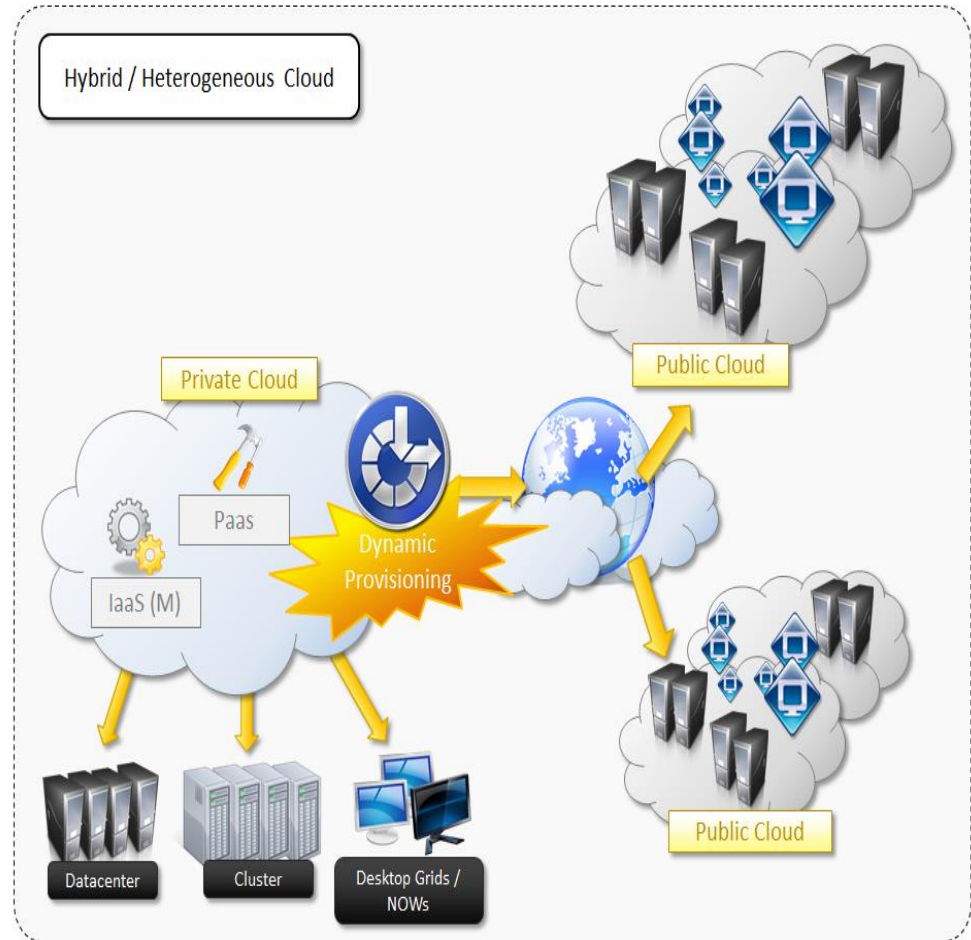 Hybrid / Heterogeneous Cloud
Public Cloud
Private Cloud
Paas
Dynamic
Provisioning
IaaS (M)
Public Cloud
Datacenter
Cluster
Desktop Grids /
NOWs